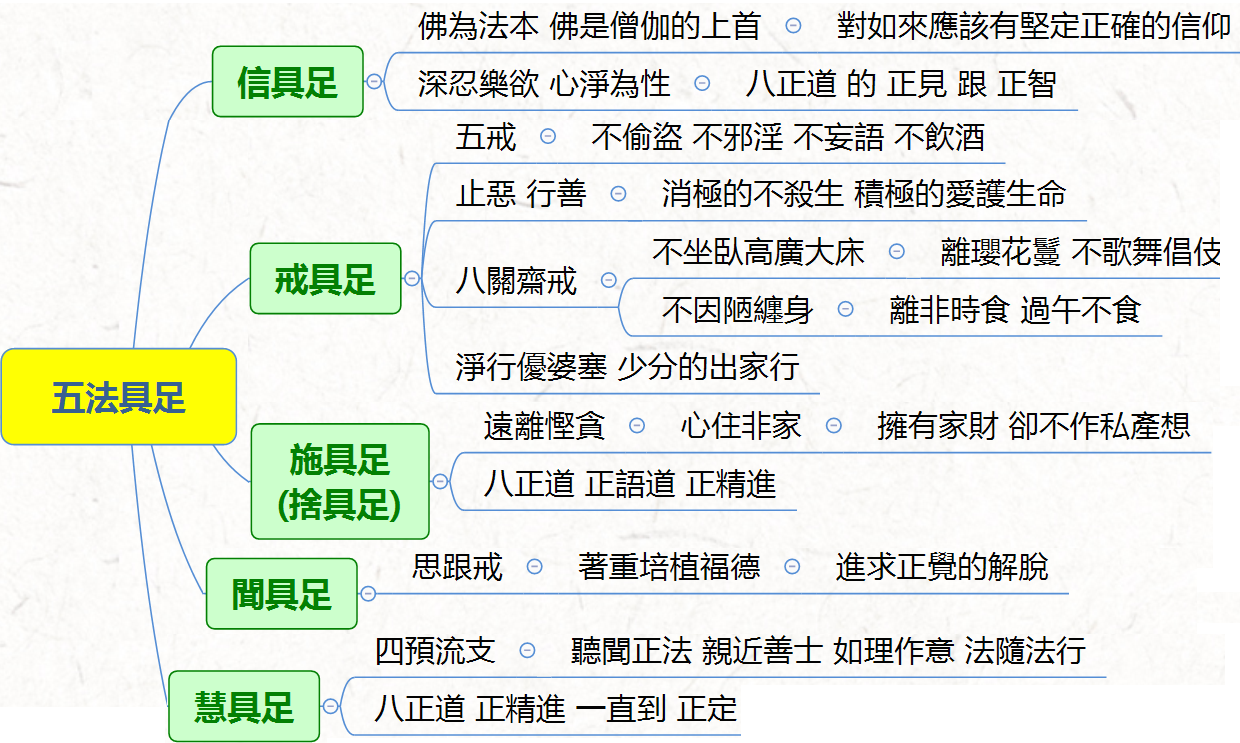 五法具足
信具足
佛為法本 佛是僧伽的上首 對如來應該有堅定正確的信仰
深忍樂欲 心淨為性 八正道 的 正見 跟 正智
戒具足
五戒 不偷盜 不邪淫 不妄語 不飲酒
止惡 行善 消極的不殺生 積極的愛護生命
八關齋戒
不坐臥高廣大床 離瓔花鬘 不歌舞倡伎
不因陋纏身 離非時食 過午不食
淨行優婆塞 少分的出家行
施具足
(捨具足)
遠離慳貪 心住非家 擁有家財 卻不作私產想
八正道 正語道 正精進
聞具足
思跟戒 著重培植福德 進求正覺的解脫
慧具足
四預流支 聽聞正法 親近善士 如理作意 法隨法行
八正道 正精進 一直到 正定